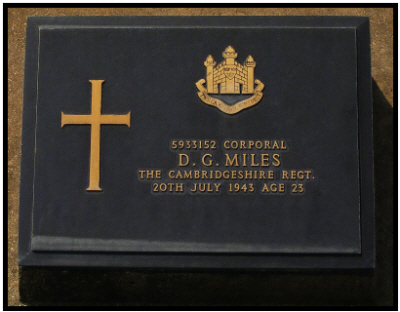 5933152 CORPORAL
D. G. MILES
THE CAMBRIDGESHIRE REGT.
20TH JULY 1943 AGE 23